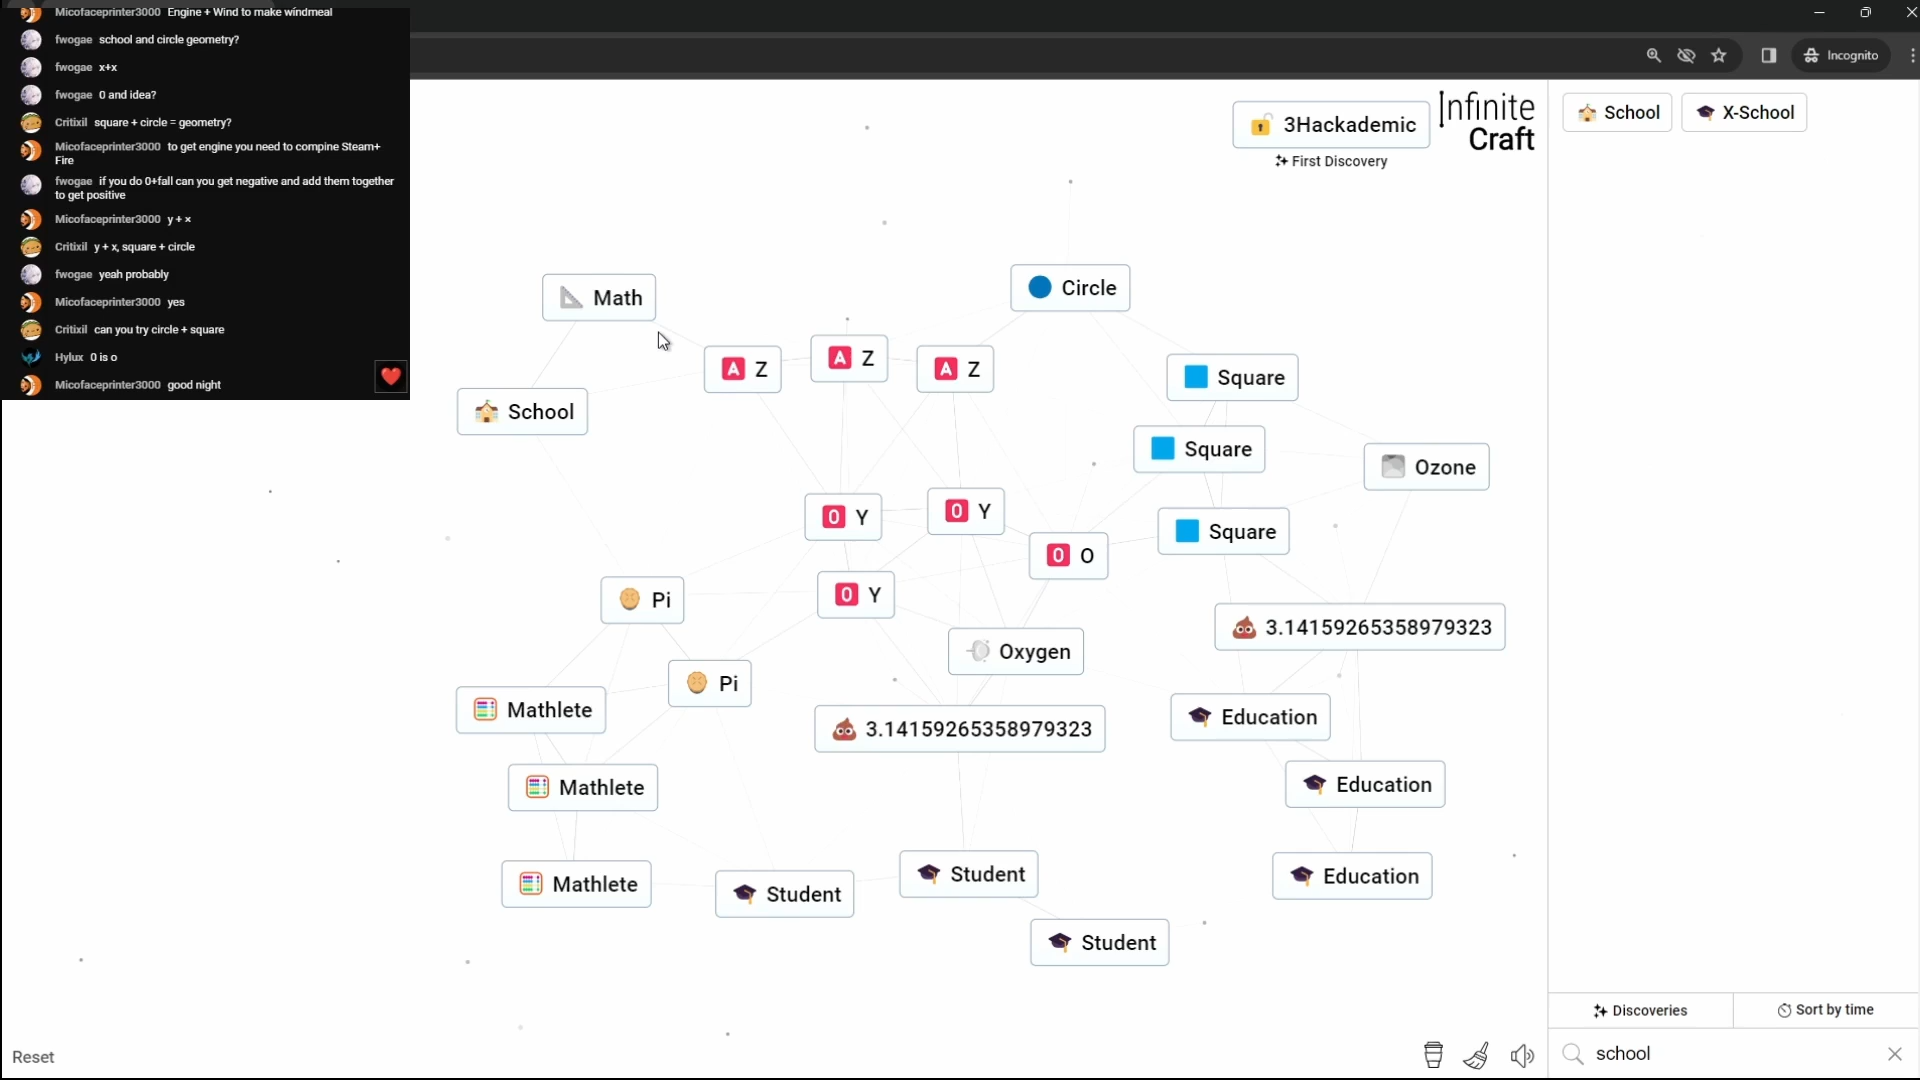 Micofaceprinter3000 Engine + Wind to make windmeal
fwogae school and circle geometry?
fwogae x+x
fwogae 0 and idea?
Critixil square + circle = geometry?
Micofaceprinter3000 to get engine you need to compine Steam+
Fire
fwogae if you do 0+fall can you get negative and add them together
to get positive
Micofaceprinter3000 y + x
Critixil y + x, square + circle
fwogae yeah probably
Micofaceprinter3000 yes
Critixil can you try circle + square
Hylux 0 is o
Micofaceprinter3000 good night
Incognito
3Hackademic
First Discovery
Infinite
Craft
School
X-School
Math
Circle
A Z
A Z
A Z
Square
School
Square
Ozone
O Y
O Y
Square
O O
Pi
O Y
3.14159265358979323
Oxygen
Pi
Mathlete
3.14159265358979323
Education
Mathlete
Education
Mathlete
Student
Student
Education
Student
Discoveries
Sort by time
Reset
school